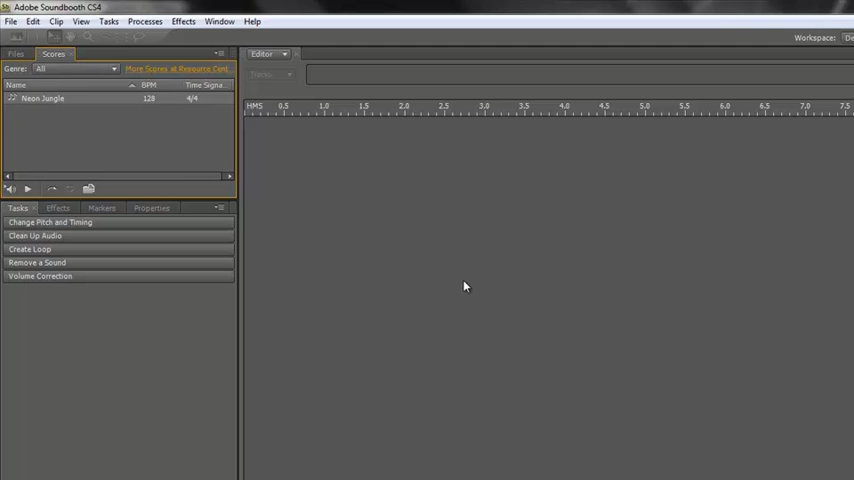 Adobe Soundbooth CS4
File Edit Clip View Tasks Processes Effects Window Help
Workspace: De
Files Scores × Editor
Genre: All More Scores at Resource Cent Tracks
Name BPM Time Signa...
Neon Jungle 128 4/4
HMS 0.5 1.0 1.5 2.0 2.5 3.0 3.5 4.0 4.5 5.0 5.5 6.0 6.5 7.0 7.5
Tasks × Effects Markers Properties
Change Pitch and Timing
Clean Up Audio
Create Loop
Remove a Sound
Volume Correction